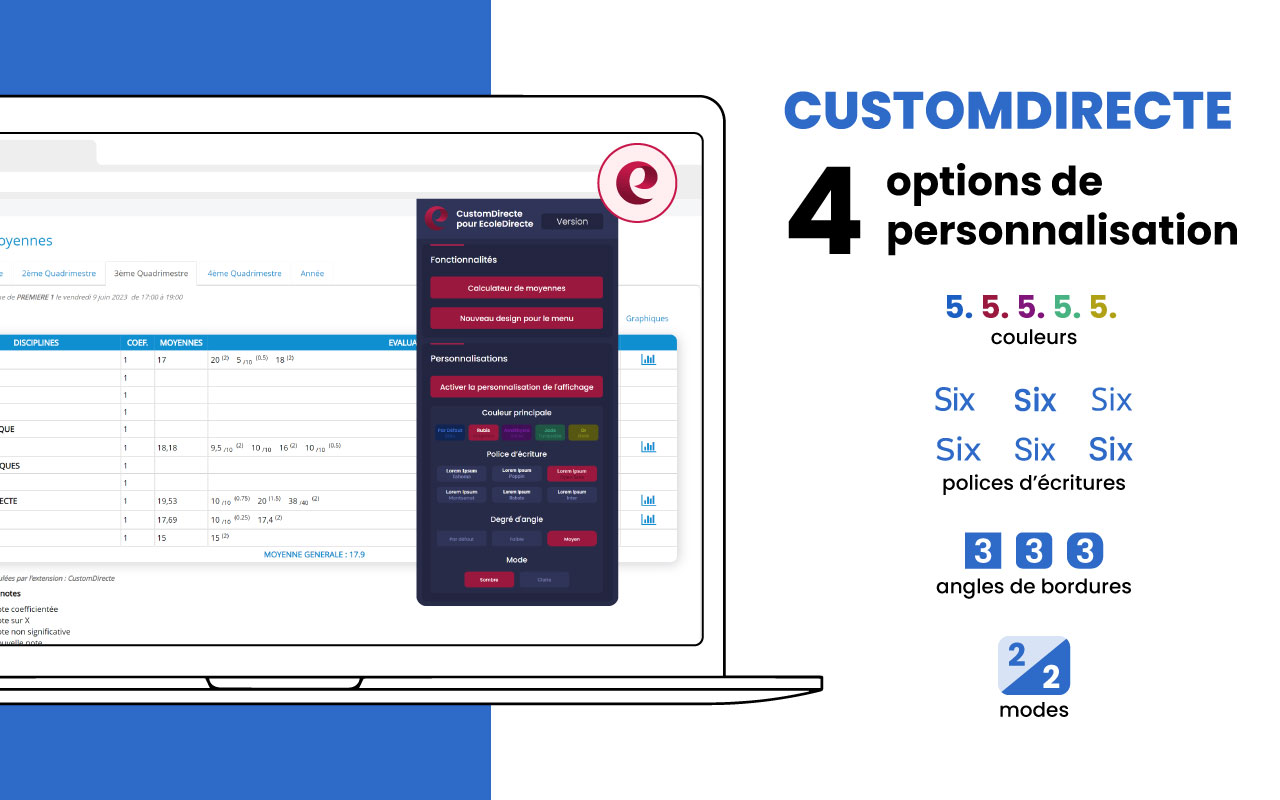 CUSTOMDIRECTE
4 options de
personnalisation
5. 5. 5. 5. 5.
couleurs
Six Six Six
Six Six Six
polices d'écritures
3 3 3
angles de bordures
2
2
modes
oyennes
e 2ème Quadrimestre 3ème Quadrimestre 4ème Quadrimestre Année
se de PREMIERE 1 le vendredi 9 juin 2023 de 17:00 à 19:00
Graphiques
DISCIPLINES COEF. MOYENNES EVALUA
1 17 20 (2) 5 /10 (0,5) 18 (2)
1
1
1
QUE 1
1 18,18 9,5 /10 (2) 10 /10 16 (2) 10 /10 (0,5)
QUES 1
1
ECTE 1 19,53 10 /10 (0.75) 20 (1.5) 38 /40 (2)
1 17,69 10 /10 (0.25) 17,4 (2)
1 15 15 (2)
MOYENNE GENERALE : 17.9
ulées par l'extension : CustomDirecte
notes
ote coefficientée
ote sur X
ote non significative
ouvelle note
CustomDirecte
pour EcoleDirecte
Version
Fonctionnalités
Calculateur de moyennes
Nouveau design pour le menu
Personnalisations
Activer la personnalisation de l'affichage
Couleur principale
Par Défaut Rubis Améthyste Jade Or
Police d'écriture
Lorem Ipsum Lorem Ipsum Lorem Ipsum
Poppin
Lorem Ipsum Lorem Ipsum Lorem Ipsum
Montserrat Roboto Inter
Degré d'angle
Par défaut Faible Moyen
Mode
Sombre Claire